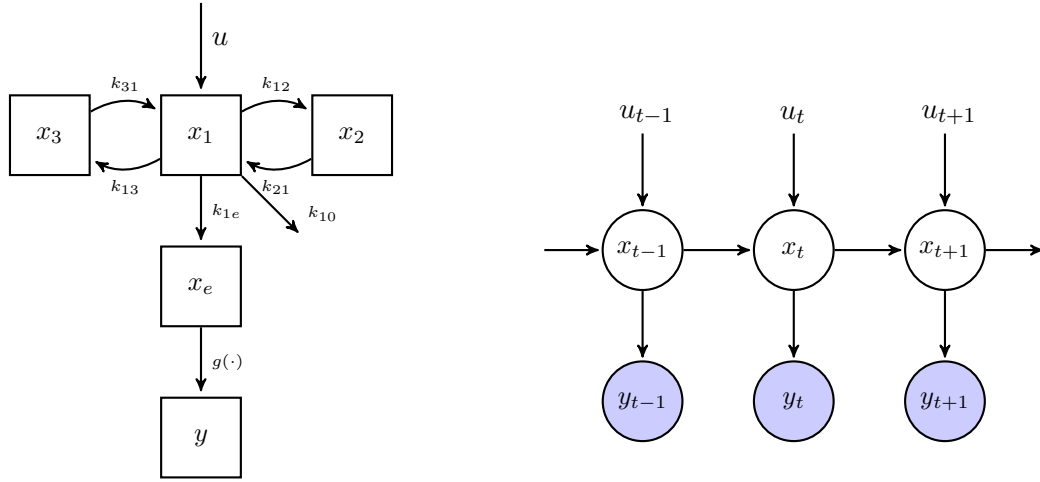 u
k₃₁ k₁₂
x₃ x₁ x₂
k₁₃ k₂₁
k₁ₑ k₁₀
xₑ
g(·)
y
uₜ₋₁ uₜ uₜ₊₁
xₜ₋₁ xₜ xₜ₊₁
yₜ₋₁ yₜ yₜ₊₁